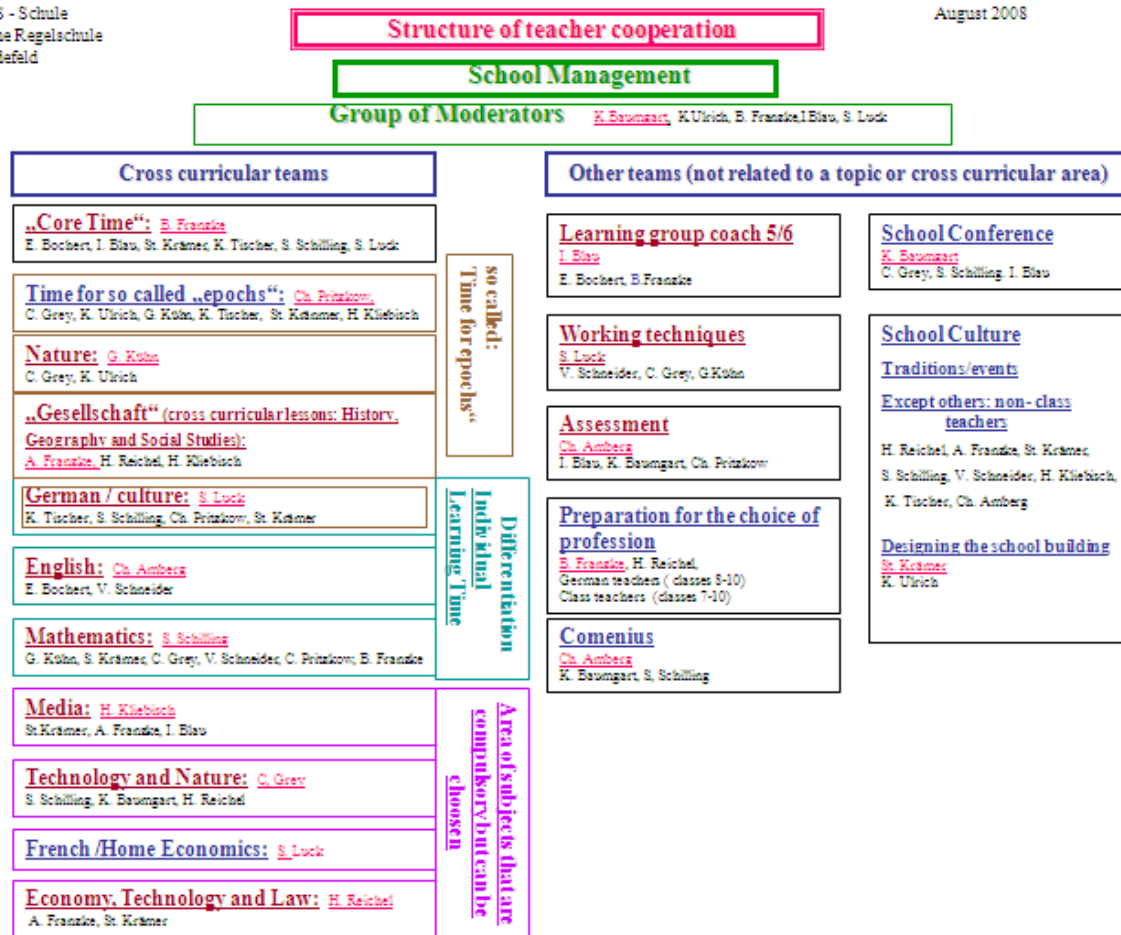 S - Schule
ne Regelschule
defeld
August 2008
Structure of teacher cooperation
School Management
Group of Moderators K.Baumgart, K.Ulrich, B. Franzke,I.Blau, S. Luck
Cross curricular teams
„Core Time“: B. Franzke
E. Bochert, I. Blau, St. Krämer, K. Tischer, S. Schilling, S. Luck
Time for so called „epochs“: Ch. Pritzkow,
C. Grey, K. Ulrich, G. Kühn, K. Tischer, St. Kränmer, H. Kliebisch
Nature: G. Kühn
C. Grey, K. Ulrich
„Gesellschaft“ (cross curricular lessons: History,
Geography and Social Studies):
A. Franzke, H. Reichel, H. Kliebisch
so called:
Time for epochs“
German / culture: S. Luck
K. Tischer, S. Schilling, Ch. Pritzkow, St. Krämer
English: Ch. Amberg
E. Bochert, V. Schneider
Mathematics: S. Schilling
G. Kühn, S. Krämer, C. Grey, V. Schneider, C. Pritzkow, B. Franzke
Differentiation
Individual
Learning Time
Media: H. Kliebisch
St.Krämer, A. Franzke, I. Blau
Technology and Nature: C, Grey
S. Schilling, K. Baumgart, H. Reichel
French /Home Economics: S. Luck
Economy, Technology and Law: H. Reichel
A. Franzke, St. Krämer
Area of subjects that are
compulsory but can be
choosen
Other teams (not related to a topic or cross curricular area)
Learning group coach 5/6
I. Blau
E. Bochert, B.Franzke
Working techniques
S. Luck
V. Schneider, C. Grey, G.Kühn
Assessment
Ch. Amberg
I. Blau, K. Baumgart, Ch. Pritzkow
Preparation for the choice of
profession
B. Franzke, H. Reichel,
German teachers ( classes 8-10)
Class teachers (classes 7-10)
Comenius
Ch. Amberg
K. Baumgart, S, Schilling
School Conference
K. Baumgart
C. Grey, S. Schilling, I. Blau
School Culture
Traditions/events
Except others: non- class
teachers
H. Reichel, A. Franzke, St. Krämer,
S. Schilling, V. Schneider, H. Kliebisch,
K. Tischer, Ch. Amberg
Designing the school building
St. Krämer
K. Ulrich